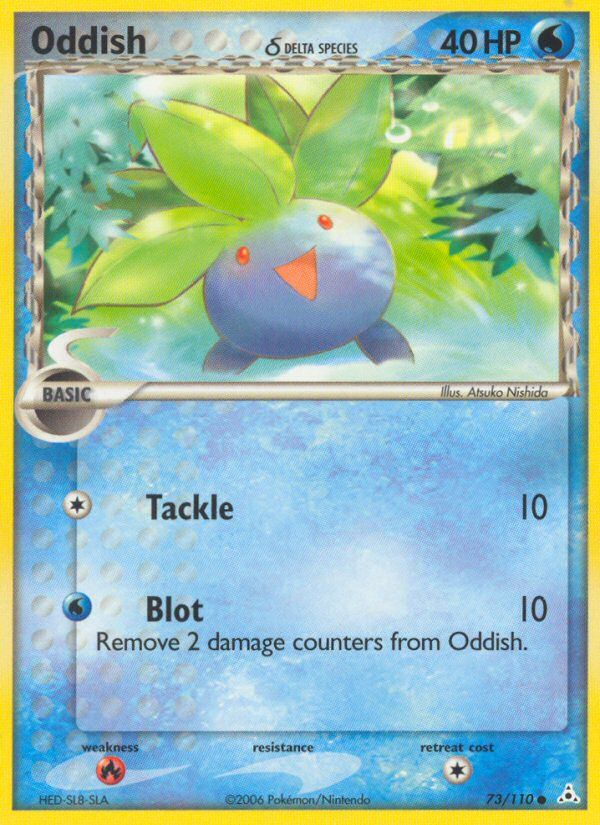 Oddish δ DELTA SPECIES 40 HP
BASIC
Illus. Atsuko Nishida
Tackle 10
Blot 10
Remove 2 damage counters from Oddish.
weakness resistance retreat cost
HED-SL8-SLA ©2006 Pokémon/Nintendo 73/110